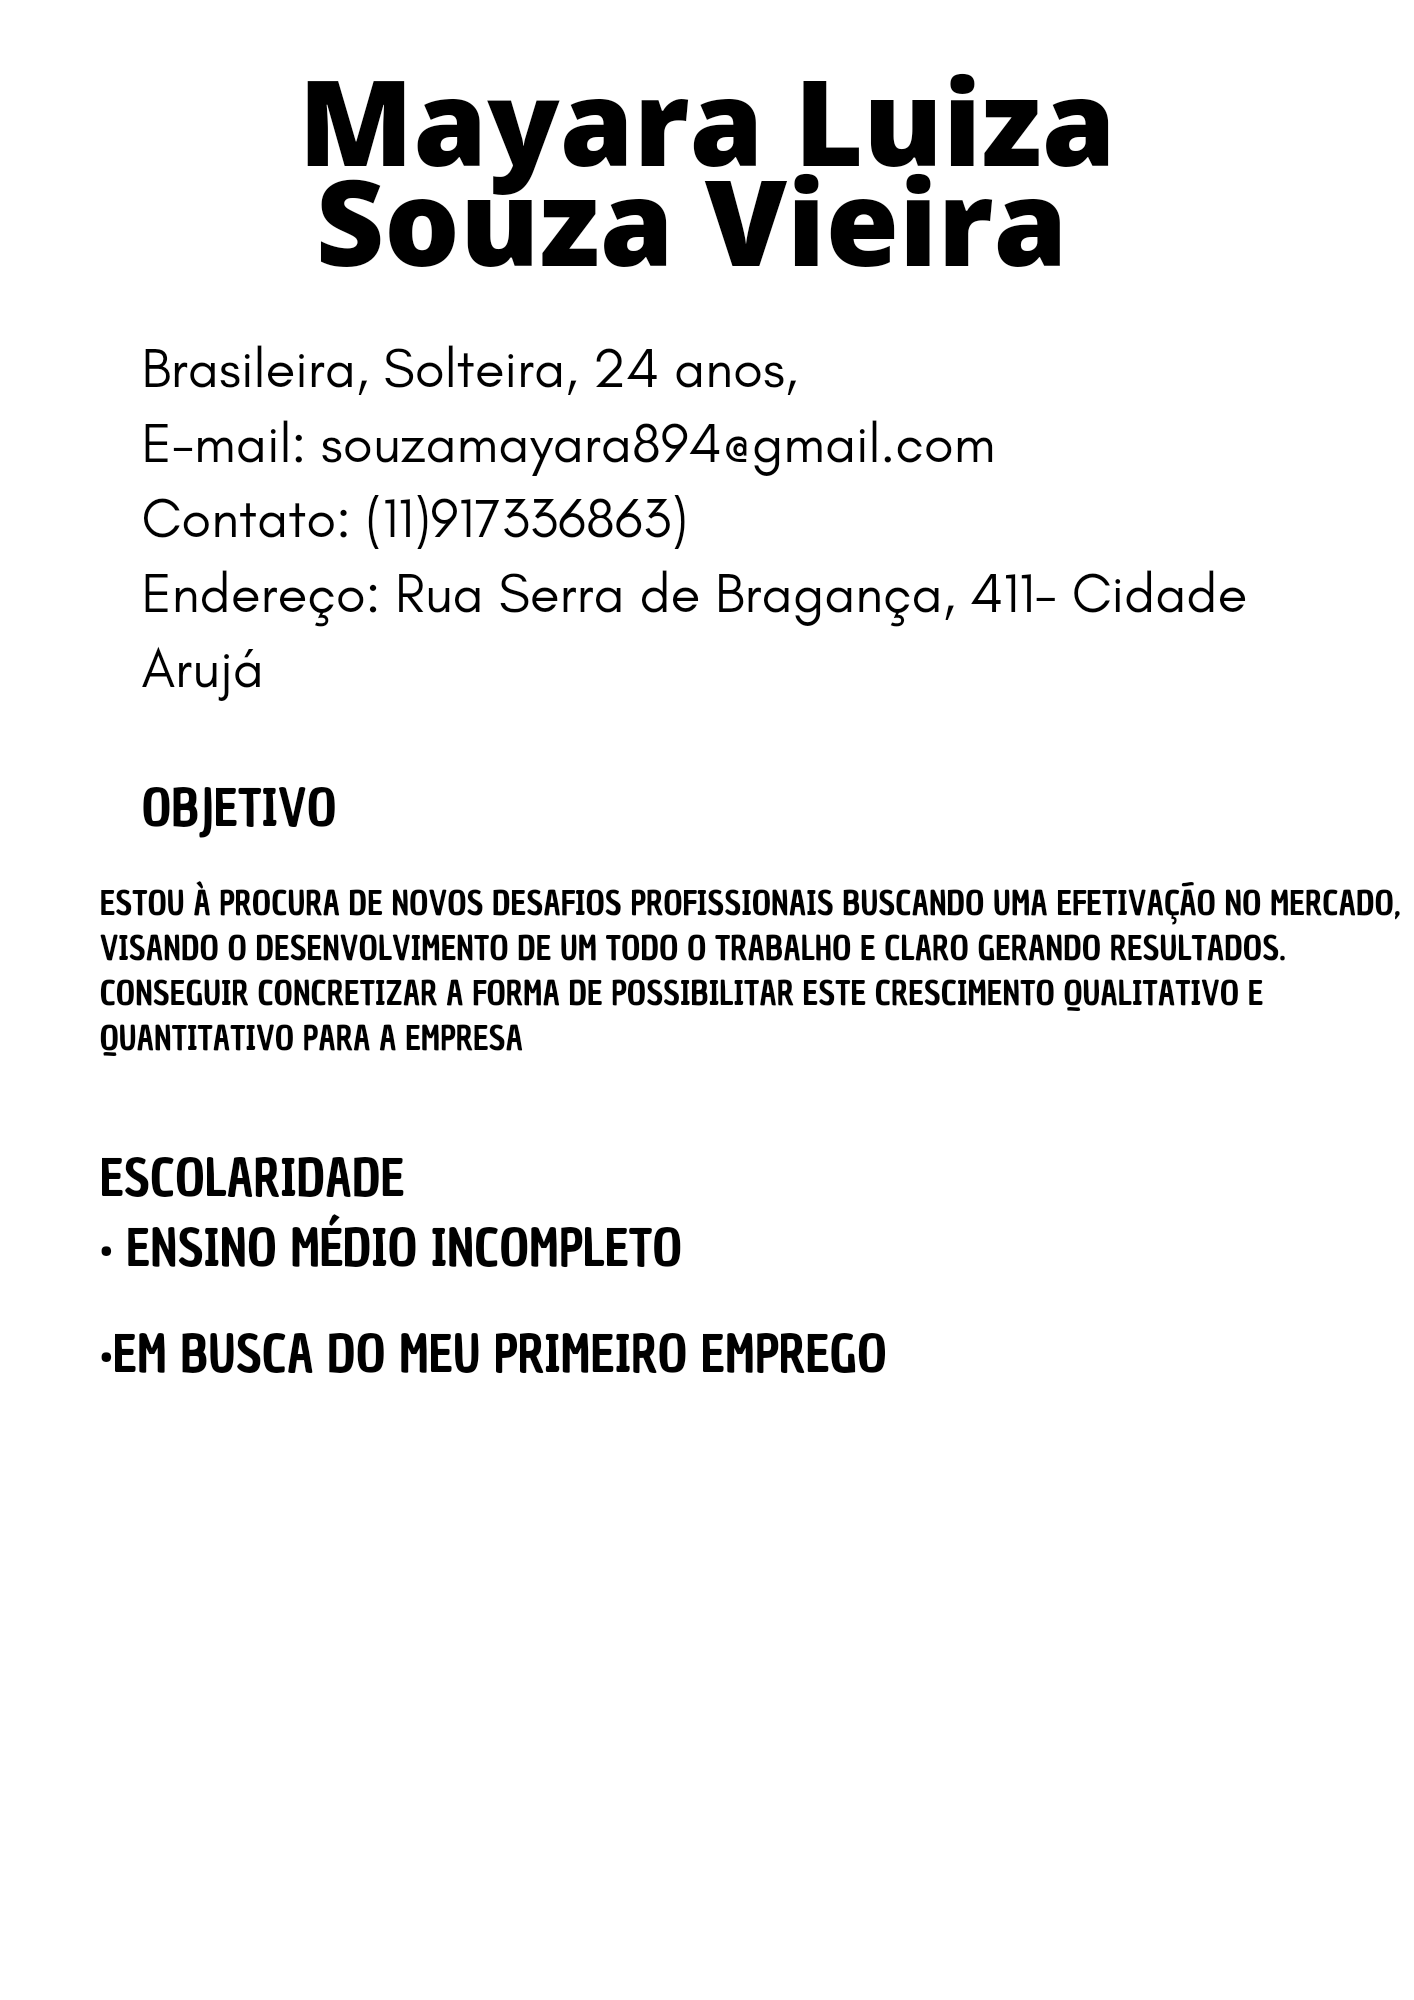 Mayara Luiza
Souza Vieira
Brasileira, Solteira, 24 anos,
E-mail: souzamayara894@gmail.com
Contato: (11)917336863)
Endereço: Rua Serra de Bragança, 411- Cidade
Arujá
OBJETIVO
ESTOU À PROCURA DE NOVOS DESAFIOS PROFISSIONAIS BUSCANDO UMA EFETIVAÇÃO NO MERCADO,
VISANDO O DESENVOLVIMENTO DE UM TODO O TRABALHO E CLARO GERANDO RESULTADOS.
CONSEGUIR CONCRETIZAR A FORMA DE POSSIBILITAR ESTE CRESCIMENTO QUALITATIVO E
QUANTITATIVO PARA A EMPRESA
ESCOLARIDADE
• ENSINO MÉDIO INCOMPLETO
•EM BUSCA DO MEU PRIMEIRO EMPREGO